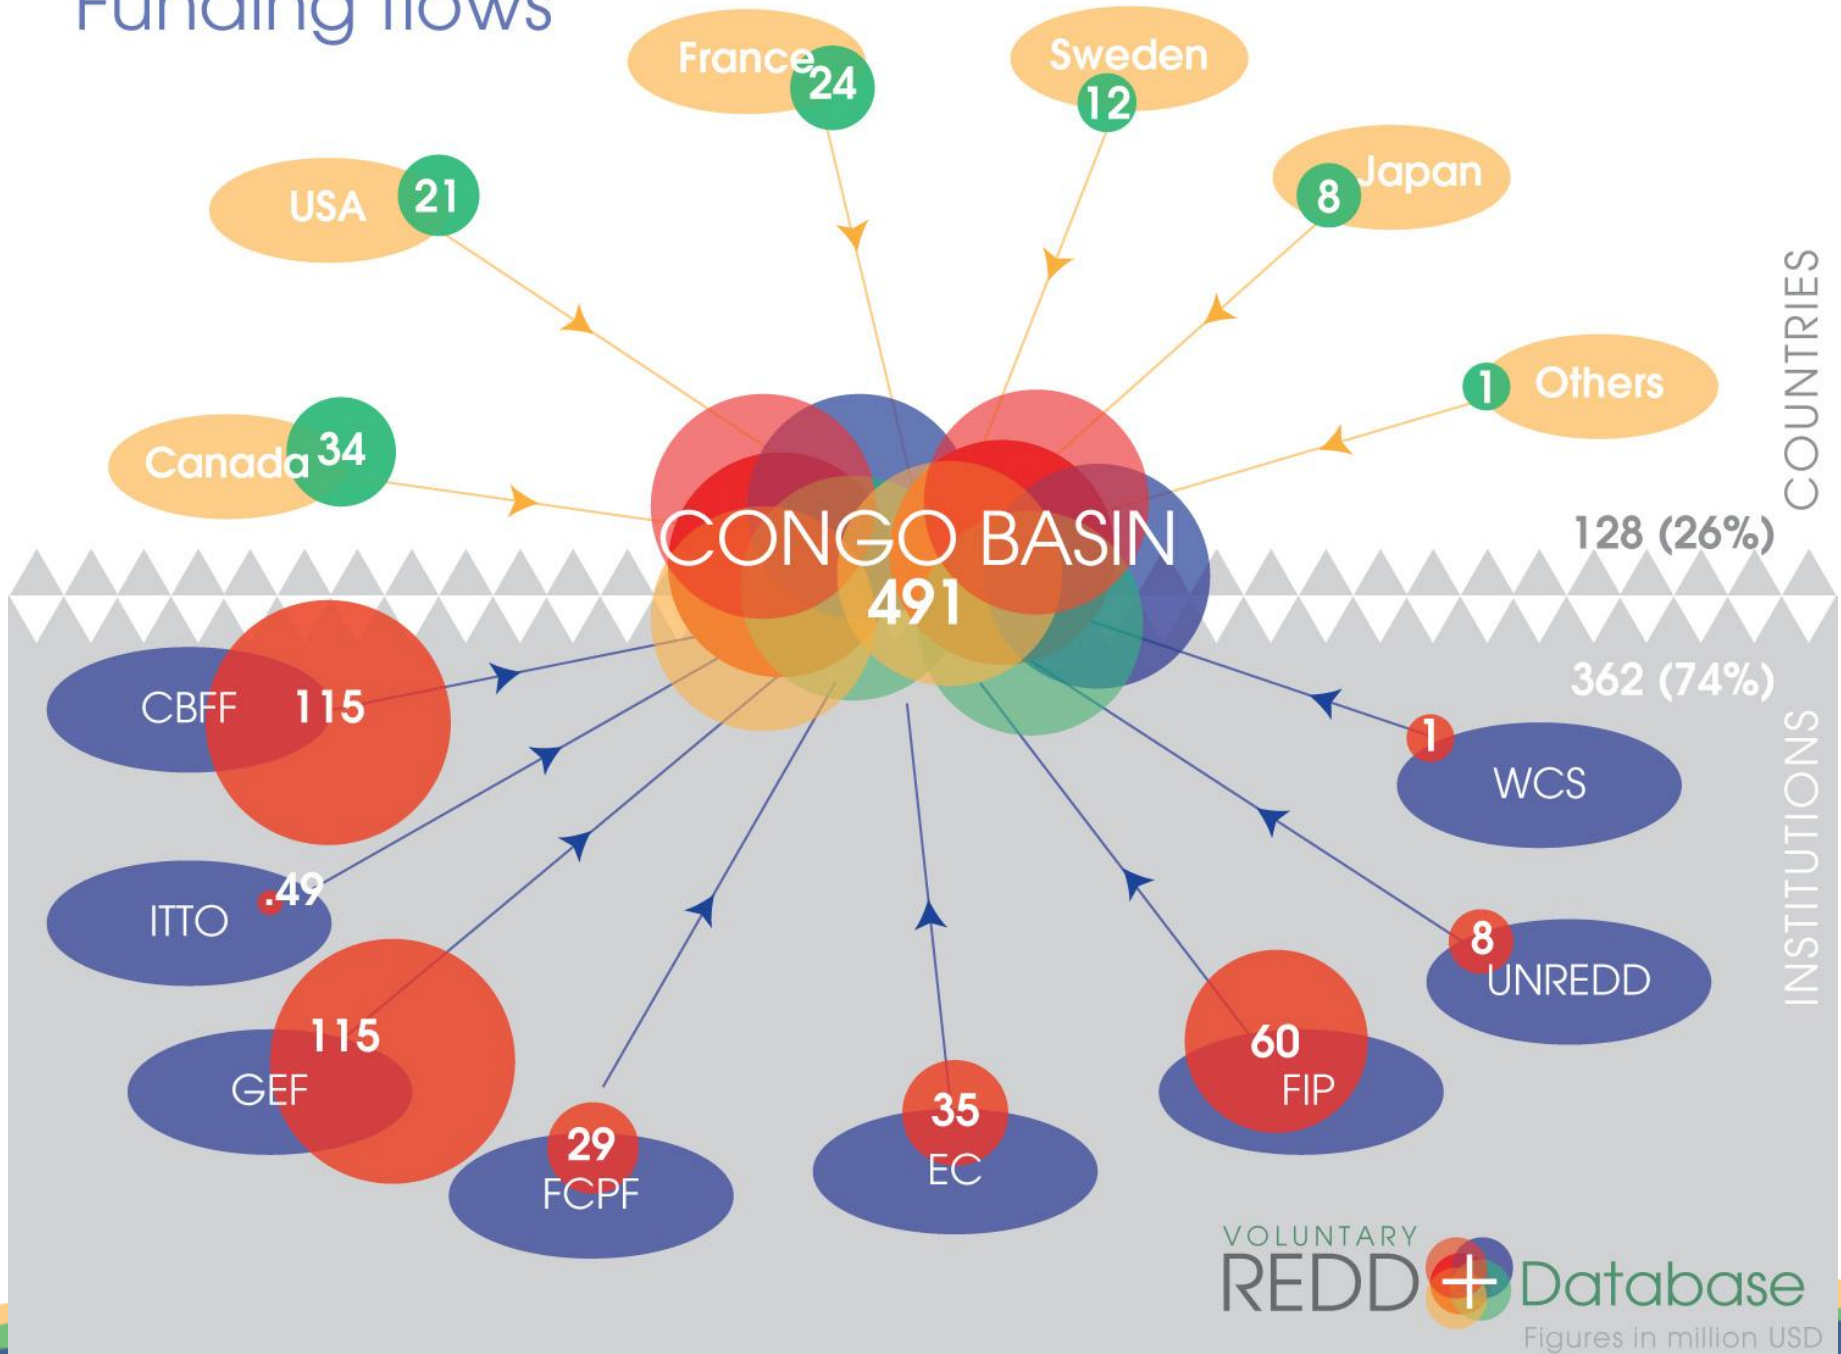 Funding flows
France
24
Sweden
12
Japan
8
USA
21
Others
1
Canada
34
COUNTRIES
128 (26%)
CONGO BASIN
491
362 (74%)
INSTITUTIONS
CBFF
115
ITTO
.49
GEF
115
29
FCPF
35
EC
60
FIP
8
UNREDD
1
WCS
VOLUNTARY
REDD+ Database
Figures in million USD